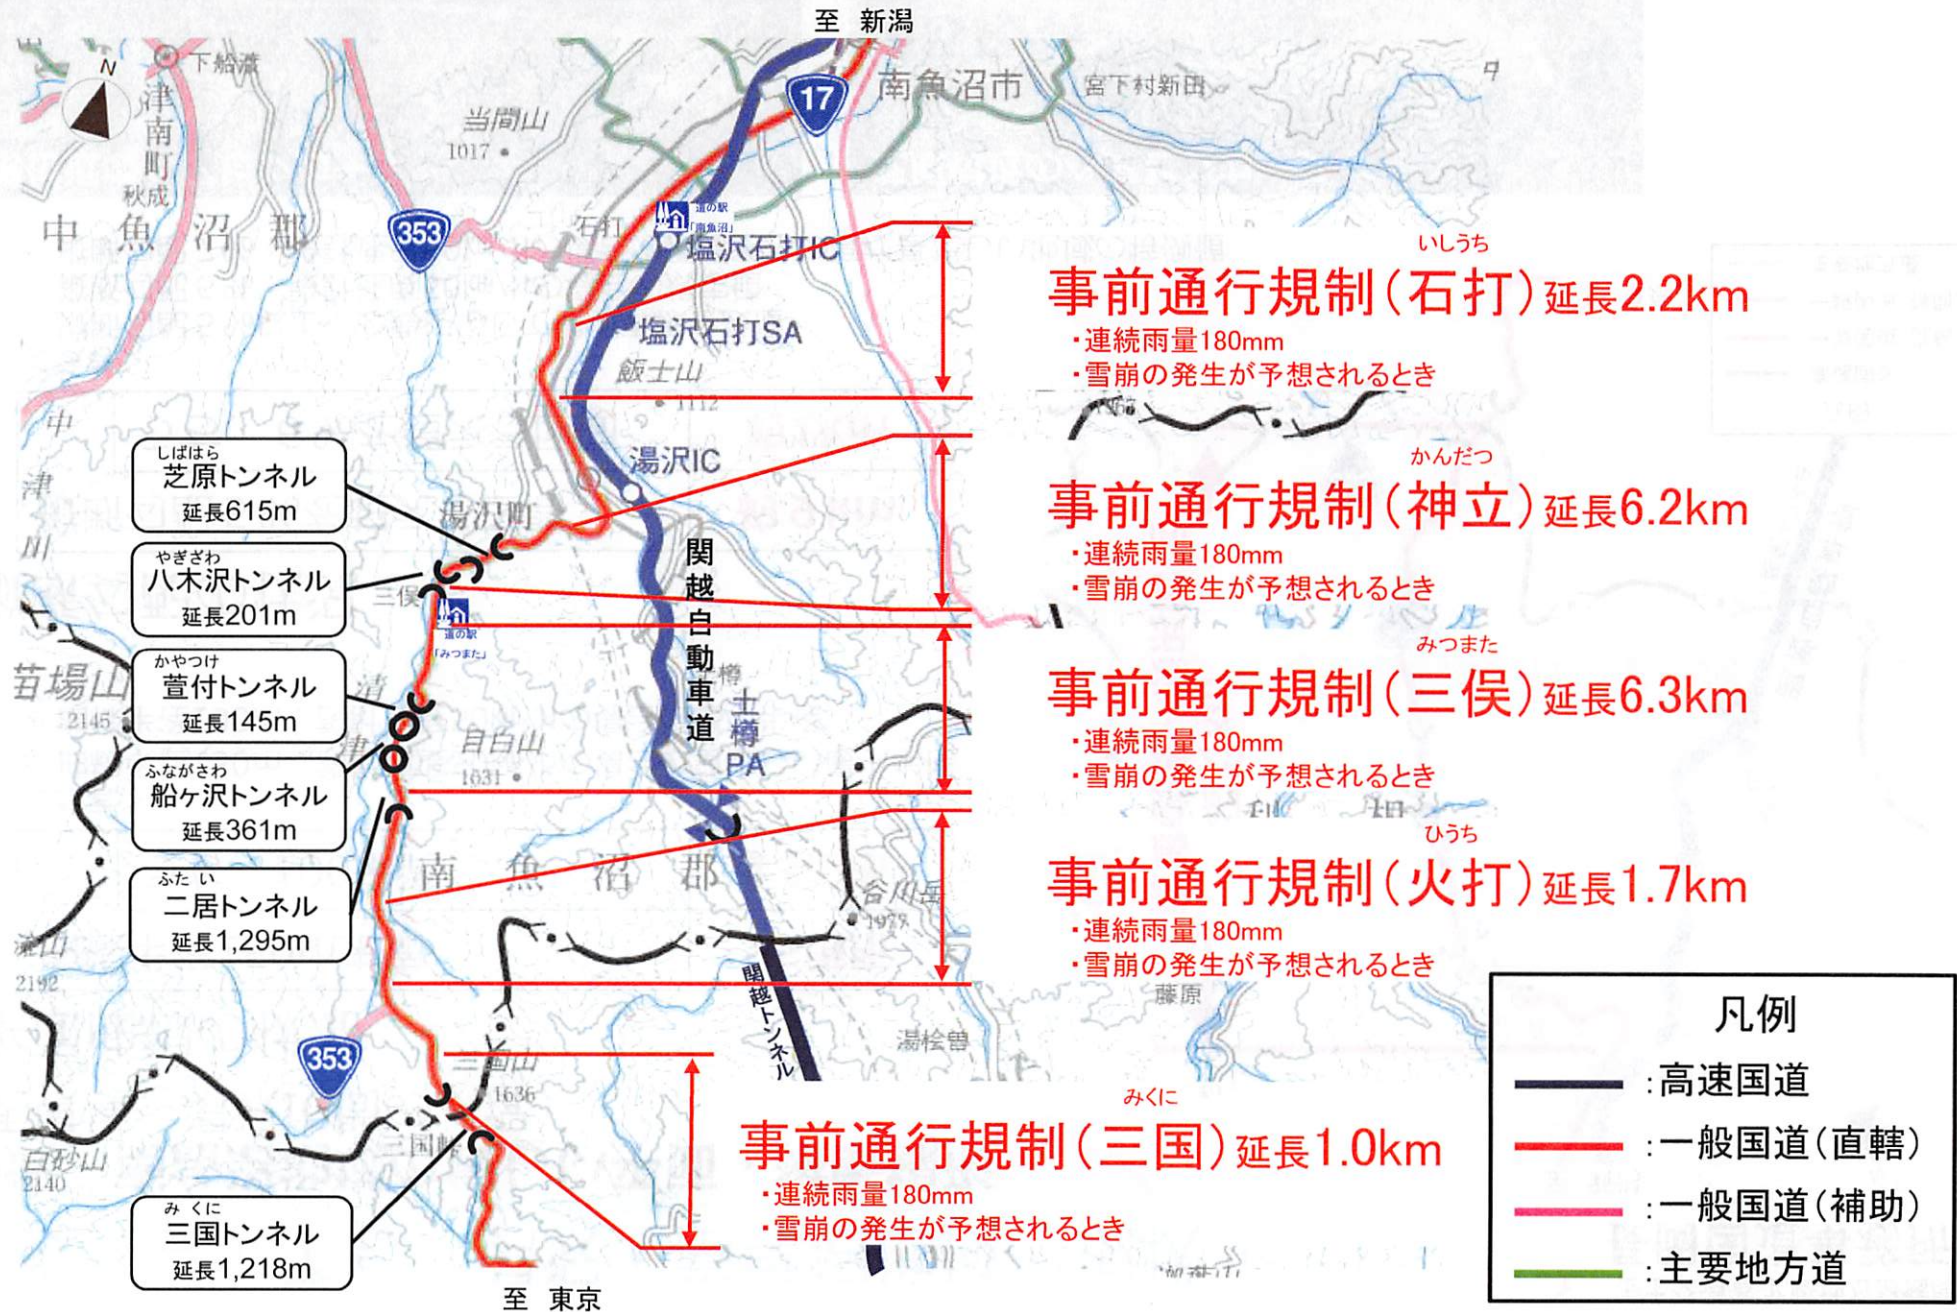 至 新潟
下船渡
N
津南町
秋成
中魚沼郡
当間山
1017
353
17
南魚沼市
宮下村新田
石打
道の駅
「南魚沼」
塩沢石打IC
塩沢石打SA
飯士山
1112
湯沢IC
湯沢町
関越自動車道
三俣
道の駅
「みつまた」
中
津
川
苗場山
2145
清
津
目白山
1631
土樽
PA
南魚沼郡
谷川岳
1977
2192
関越トンネル
湯桧曽
藤原
353
三国山
1636
三国峠
白砂山
2140
至 東京
しばはら
芝原トンネル
延長615m
やぎざわ
八木沢トンネル
延長201m
かやつけ
萱付トンネル
延長145m
ふながさわ
船ヶ沢トンネル
延長361m
ふた い
二居トンネル
延長1,295m
み くに
三国トンネル
延長1,218m
いしうち
事前通行規制(石打)延長2.2km
・連続雨量180mm
・雪崩の発生が予想されるとき
かんだつ
事前通行規制(神立)延長6.2km
・連続雨量180mm
・雪崩の発生が予想されるとき
みつまた
事前通行規制(三俣)延長6.3km
・連続雨量180mm
・雪崩の発生が予想されるとき
ひうち
事前通行規制(火打)延長1.7km
・連続雨量180mm
・雪崩の発生が予想されるとき
みくに
事前通行規制(三国)延長1.0km
・連続雨量180mm
・雪崩の発生が予想されるとき
凡例
:高速国道
:一般国道(直轄)
:一般国道(補助)
:主要地方道